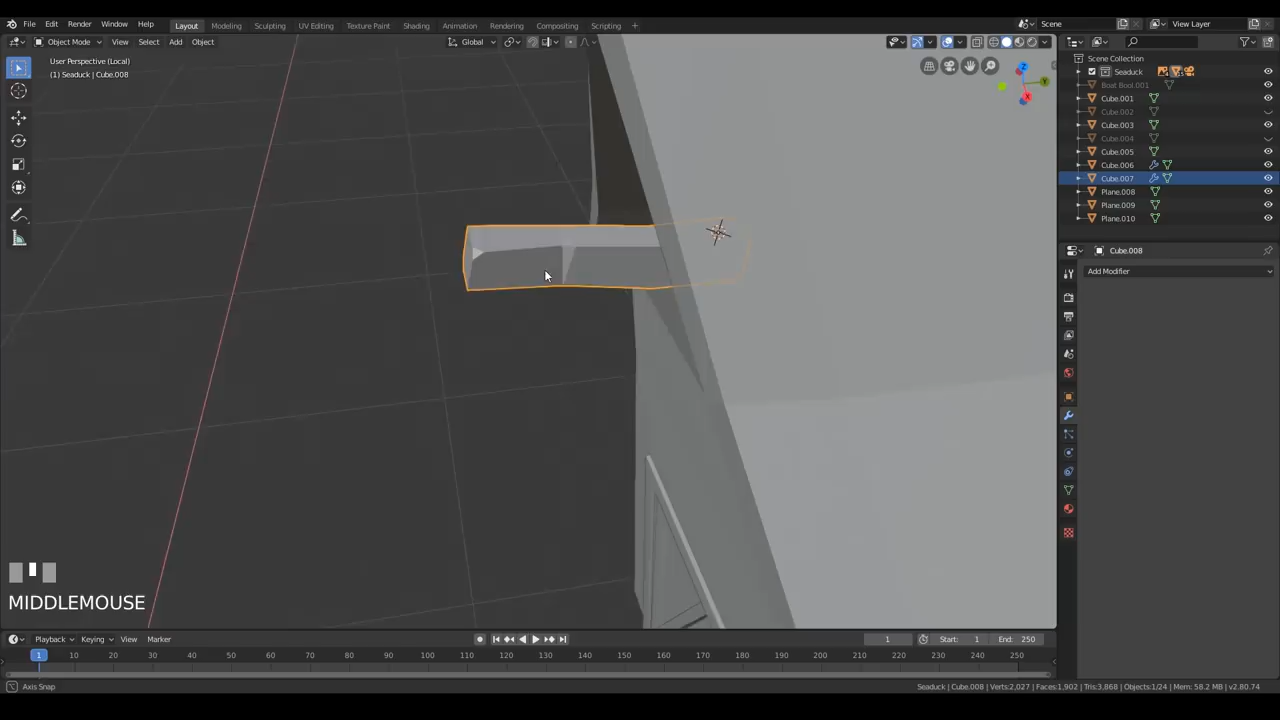 File Edit Render Window Help Layout Modeling Sculpting UV Editing Texture Paint Shading Animation Rendering Compositing Scripting + Scene View Layer
Object Mode View Select Add Object Global
User Perspective (Local)
(1) Seaduck | Cube.008
Scene Collection
Seaduck
Boat Bool.001
Cube.001
Cube.002
Cube.003
Cube.004
Cube.005
Cube.006
Cube.007
Plane.008
Plane.009
Plane.010
Cube.008
Add Modifier
Z
Y
X
MIDDLEMOUSE
Playback Keying View Marker 1 Start: 1 End: 250
1 10 20 30 40 50 60 70 80 90 100 110 120 130 140 150 160 170 180 190 200 210 220 230 240 250
Axis Snap Seaduck | Cube.008 | Verts:2,027 | Faces:1,902 | Tris:3,868 | Objects:1/24 | Mem: 58.2 MB | v2.80.74